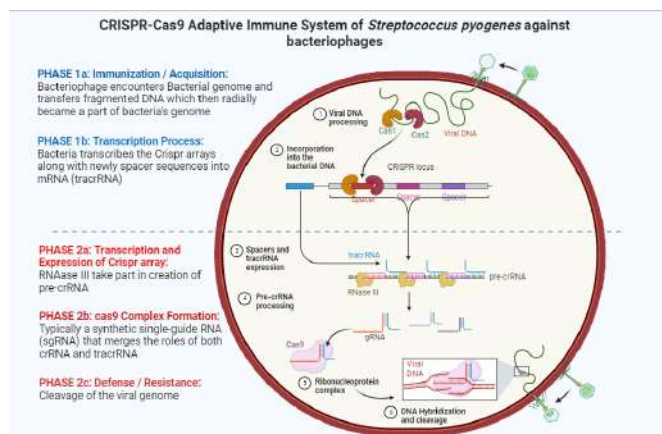 CRISPR-Cas9 Adaptive Immune System of Streptococcus pyogenes against
bacteriophages
PHASE 1a: Immunization / Acquisition:
Bacteriophage encounters Bacterial genome and
transfers fragmented DNA which then radially
became a part of bacteria's genome
PHASE 1b: Transcription Process:
Bacteria transcribes the Crispr arrays
along with newly spacer sequences into
mRNA (tracrRNA)
PHASE 2a: Transcription and
Expression of Crispr array:
RNAase III take part in creation of
pre-crRNA
PHASE 2b: cas9 Complex Formation:
Typically a synthetic single-guide RNA
(sgRNA) that merges the roles of both
crRNA and tracrRNA
PHASE 2c: Defense / Resistance:
Cleavage of the viral genome
1 Viral DNA
processing
Cas1
Cas2
Viral DNA
2 Incorporation
into the
bacterial DNA
CRISPR locus
Spacer
Spacer
Spacer
3 Spacers and
tracrRNA
expression
tracrRNA
pre-crRNA
RNase III
4 Pre-crRNA
processing
gRNA
Cas9
Viral
DNA
5 Ribonucleoprotein
complex
6 DNA Hybridization
and cleavage